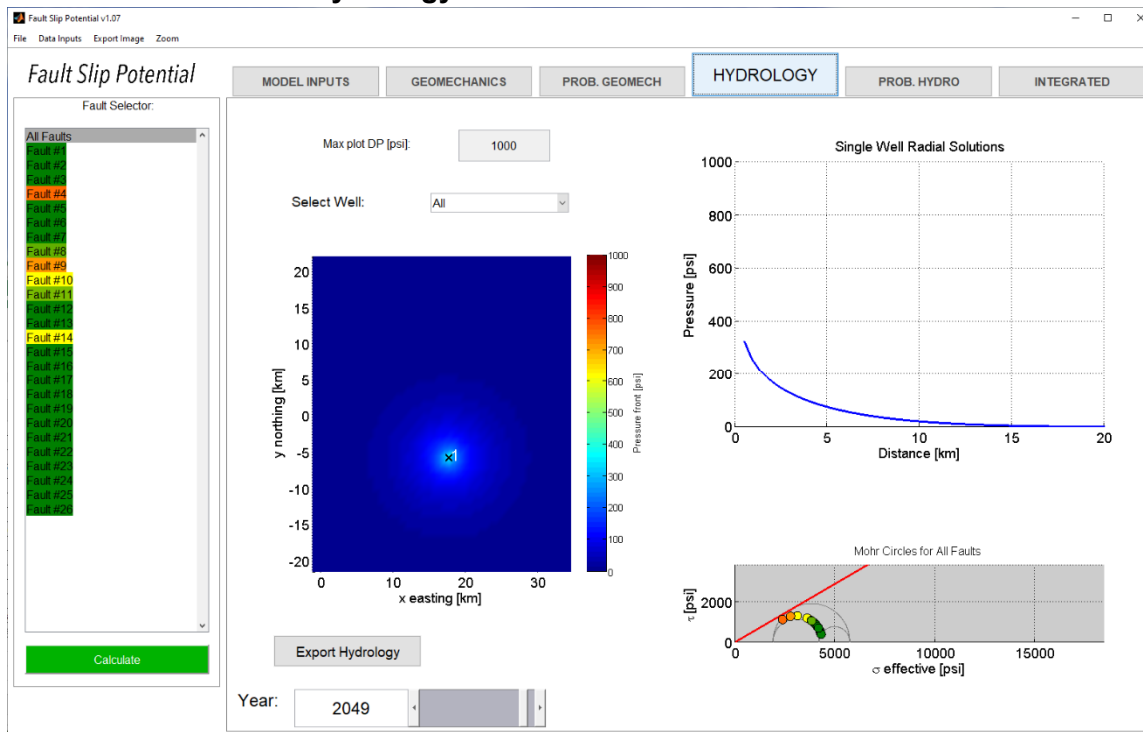 Fault Slip Potential v1.07
File Data Inputs Export Image Zoom
Fault Slip Potential
MODEL INPUTS GEOMECHANICS PROB. GEOMECH HYDROLOGY PROB. HYDRO INTEGRATED
Fault Selector:
All Faults
Fault #1
Fault #2
Fault #3
Fault #4
Fault #5
Fault #6
Fault #7
Fault #8
Fault #9
Fault #10
Fault #11
Fault #12
Fault #13
Fault #14
Fault #15
Fault #16
Fault #17
Fault #18
Fault #19
Fault #20
Fault #21
Fault #22
Fault #23
Fault #24
Fault #25
Fault #26
Calculate
Max plot DP [psi]: 1000
Select Well: All
20
15
10
5
0
-5
-10
-15
-20
y northing [km]
1
0 10 20 30
x easting [km]
1000
900
800
700
600
500
400
300
200
100
0
Pressure front [psi]
Export Hydrology
Year: 2049
Single Well Radial Solutions
1000
800
600
400
200
0
Pressure [psi]
0 5 10 15 20
Distance [km]
Mohr Circles for All Faults
2000
0
τ [psi]
0 5000 10000 15000
σ effective [psi]